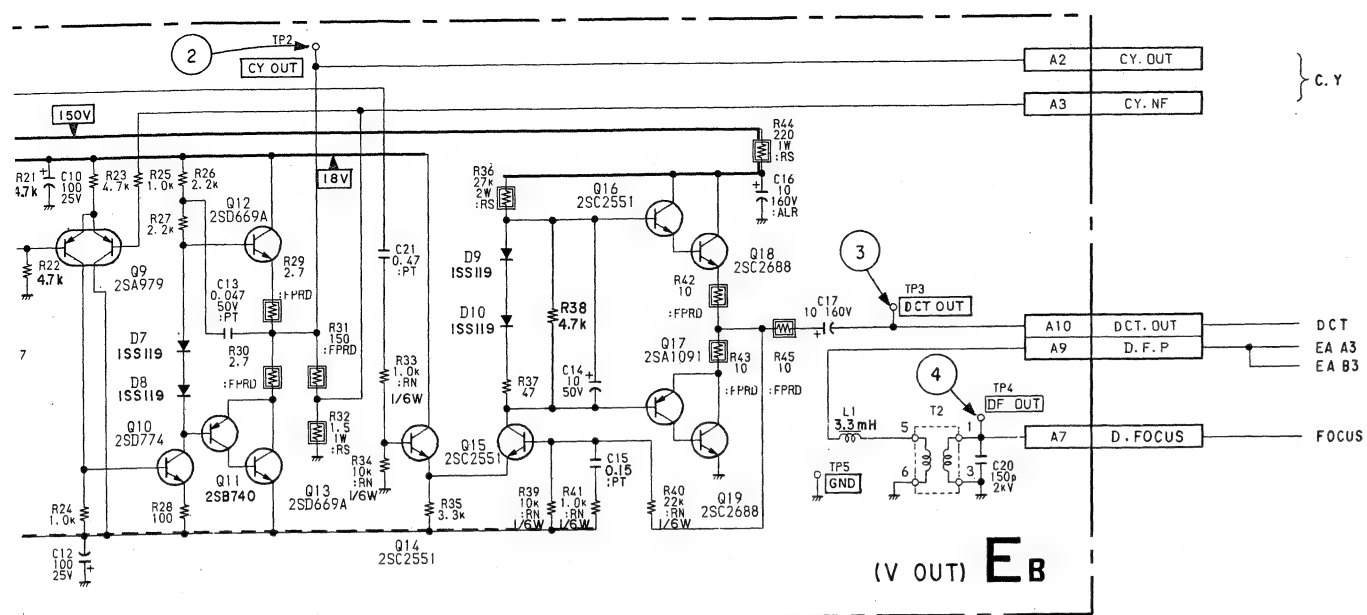 2
TP2
CY OUT
A2
CY. OUT
C.Y
A3
CY. NF
150V
18V
R21
4.7k
C10
100
25V
R23
4.7k
R25
1.0k
R26
2.2k
R27
2.2k
Q12
2SD669A
R29
2.7
:FPRD
R22
4.7k
Q9
2SA979
C13
0.047
50V
:PT
R31
150
:FPRD
R30
2.7
:FPRD
7
D7
1SS119
D8
1SS119
Q10
2SD774
Q11
2SB740
Q13
2SD669A
R32
1.5
1W
:RS
R24
1.0k
R28
100
C12
100
25V
C21
0.47
:PT
R33
1.0k
:RN
1/6W
R34
10k
:RN
1/6W
R35
3.3k
Q14
2SC2551
Q15
2SC2551
R36
27k
2W
:RS
D9
1SS119
D10
1SS119
R37
47
R38
4.7k
C14
10
50V
C15
0.15
:PT
R39
10k
:RN
1/6W
R41
1.0k
:RN
1/6W
R40
22k
:RN
1/6W
Q16
2SC2551
R44
220
1W
:RS
C16
10
160V
:ALR
Q18
2SC2688
R42
10
:FPRD
Q17
2SA1091
R43
10
:FPRD
R45
10
:FPRD
Q19
2SC2688
C17
10 160V
3
TP3
DCT OUT
A10
DCT. OUT
DCT
A9
D.F.P
EA A3
EA B3
4
TP4
DF OUT
L1
3.3mH
T2
5
1
6
3
C20
150p
2kV
A7
D. FOCUS
FOCUS
TP5
GND
(V OUT) EB